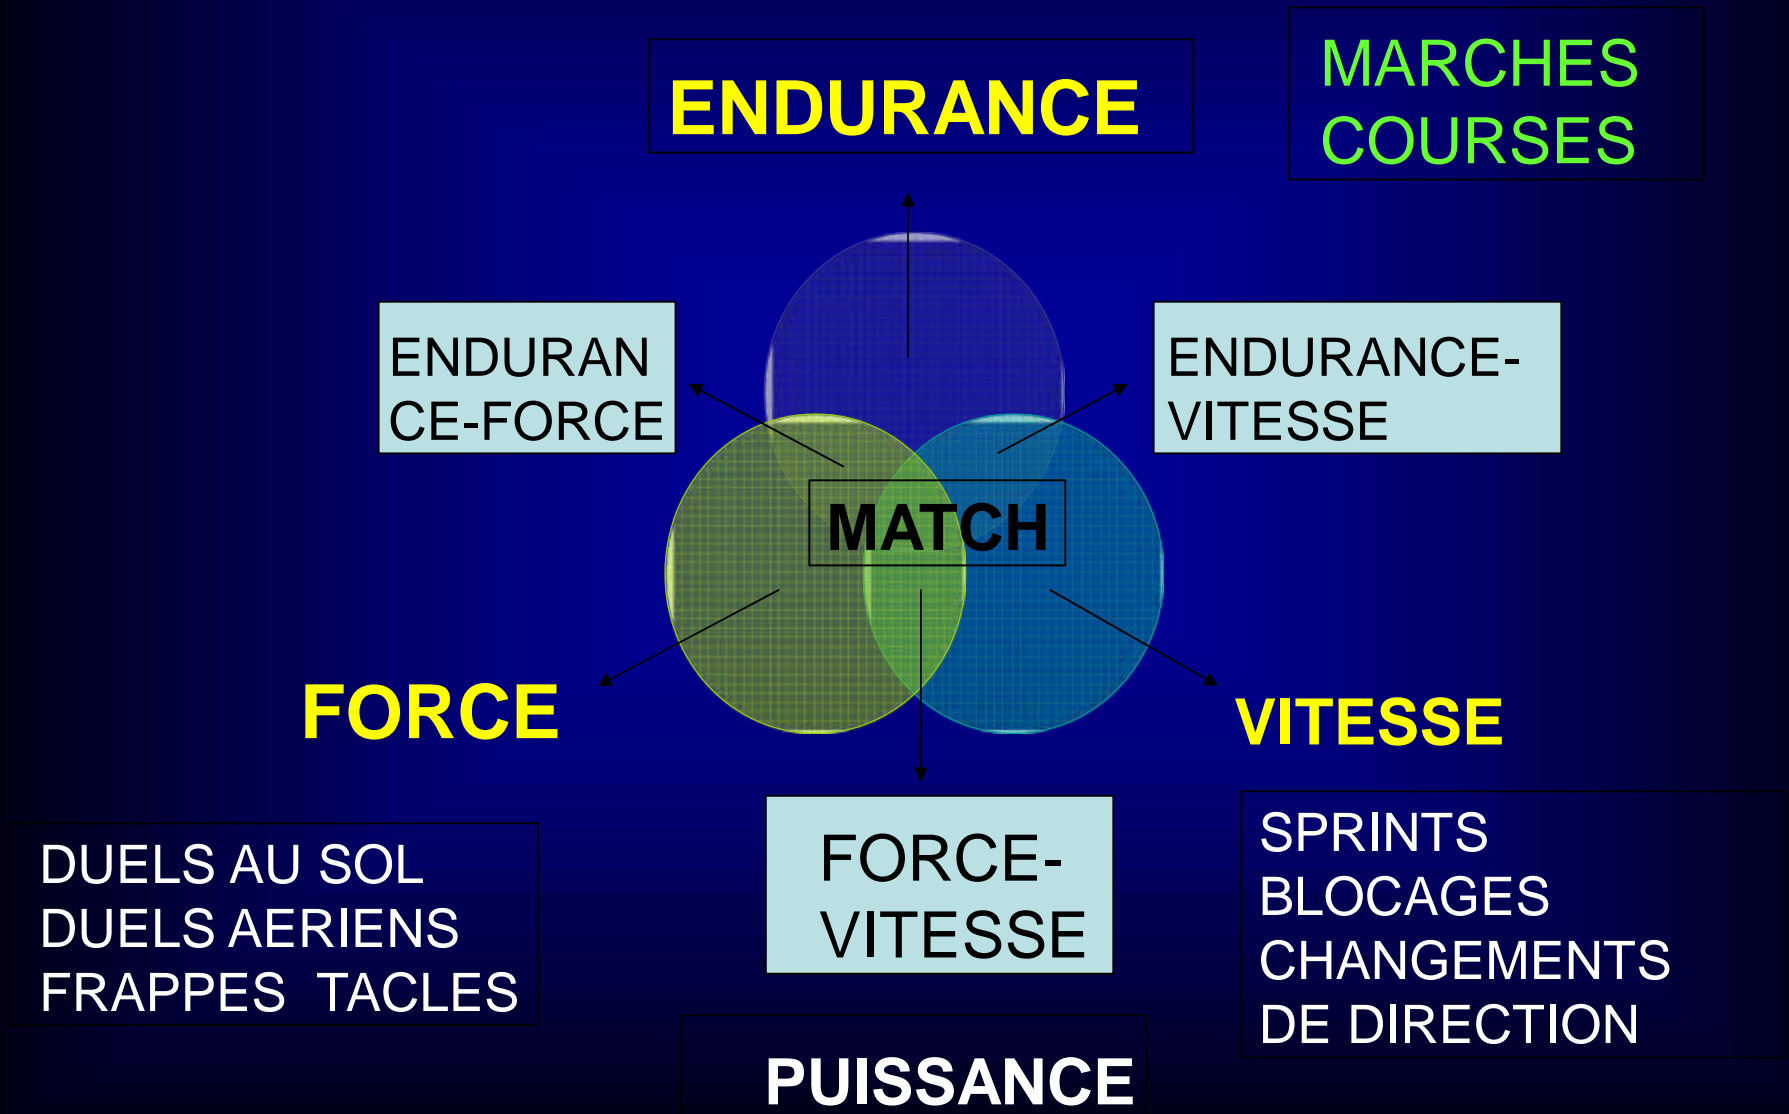 ENDURANCE
MARCHES
COURSES
ENDURAN
CE-FORCE
ENDURANCE-
VITESSE
MATCH
FORCE
VITESSE
DUELS AU SOL
DUELS AERIENS
FRAPPES  TACLES
FORCE-
VITESSE
SPRINTS
BLOCAGES
CHANGEMENTS
DE DIRECTION
PUISSANCE